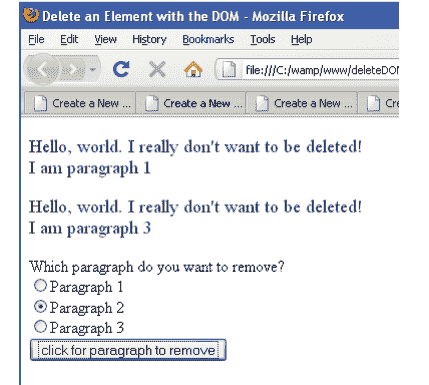 Delete an Element with the DOM - Mozilla Firefox
File Edit View History Bookmarks Tools Help
file:///C:/wamp/www/deleteDO
Create a New ... Create a New ... Create a New ... Cre
Hello, world. I really don't want to be deleted!
I am paragraph 1
Hello, world. I really don't want to be deleted!
I am paragraph 3
Which paragraph do you want to remove?
Paragraph 1
Paragraph 2
Paragraph 3
click for paragraph to remove